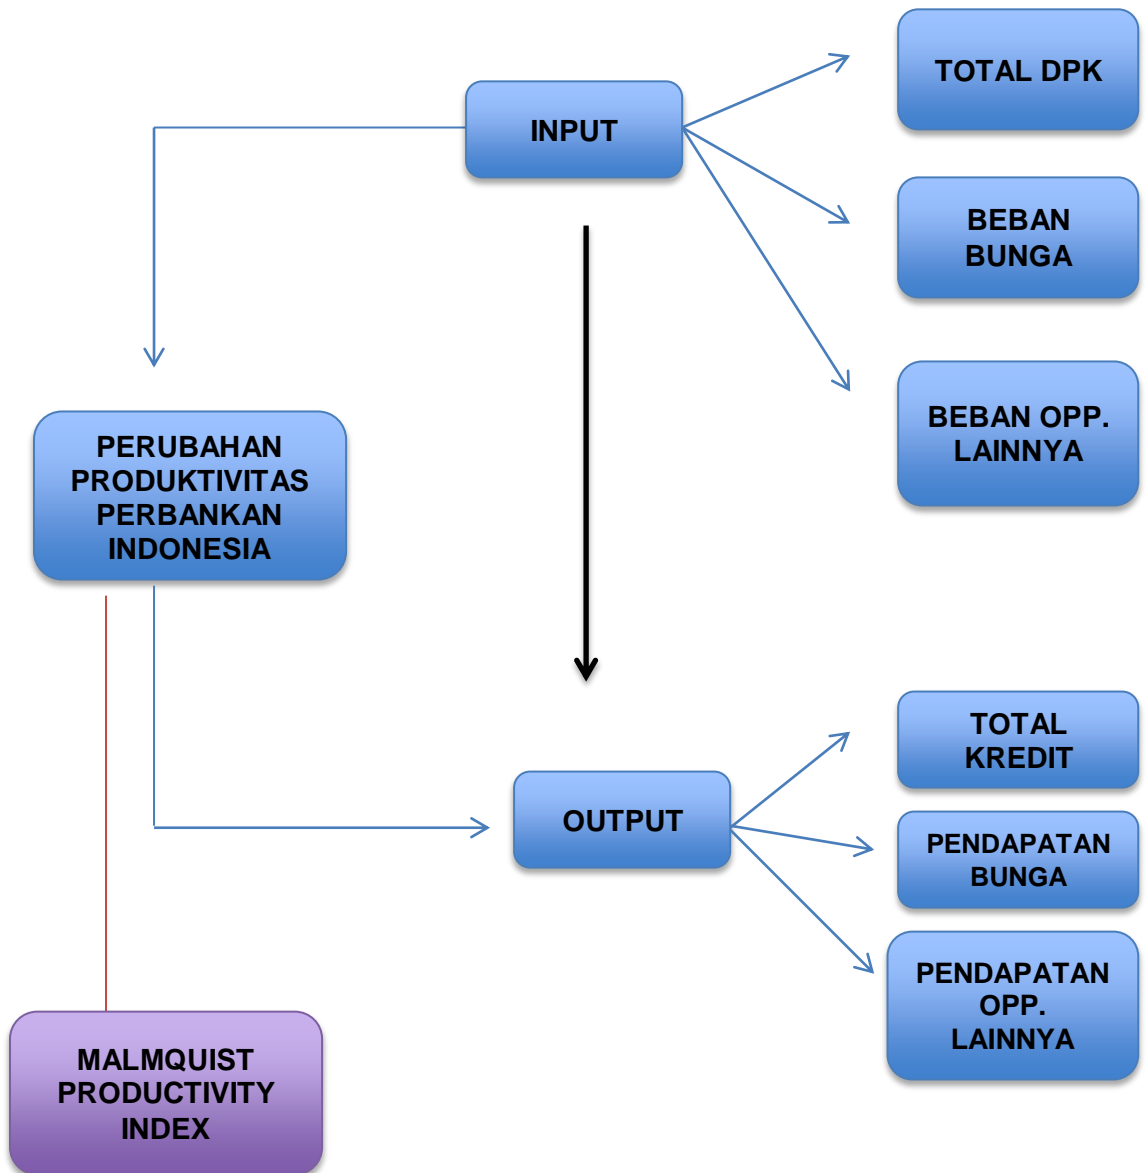 TOTAL DPK
INPUT
BEBAN
BUNGA
BEBAN OPP.
LAINNYA
PERUBAHAN
PRODUKTIVITAS
PERBANKAN
INDONESIA
TOTAL
KREDIT
OUTPUT
PENDAPATAN
BUNGA
PENDAPATAN
OPP.
LAINNYA
MALMQUIST
PRODUCTIVITY
INDEX